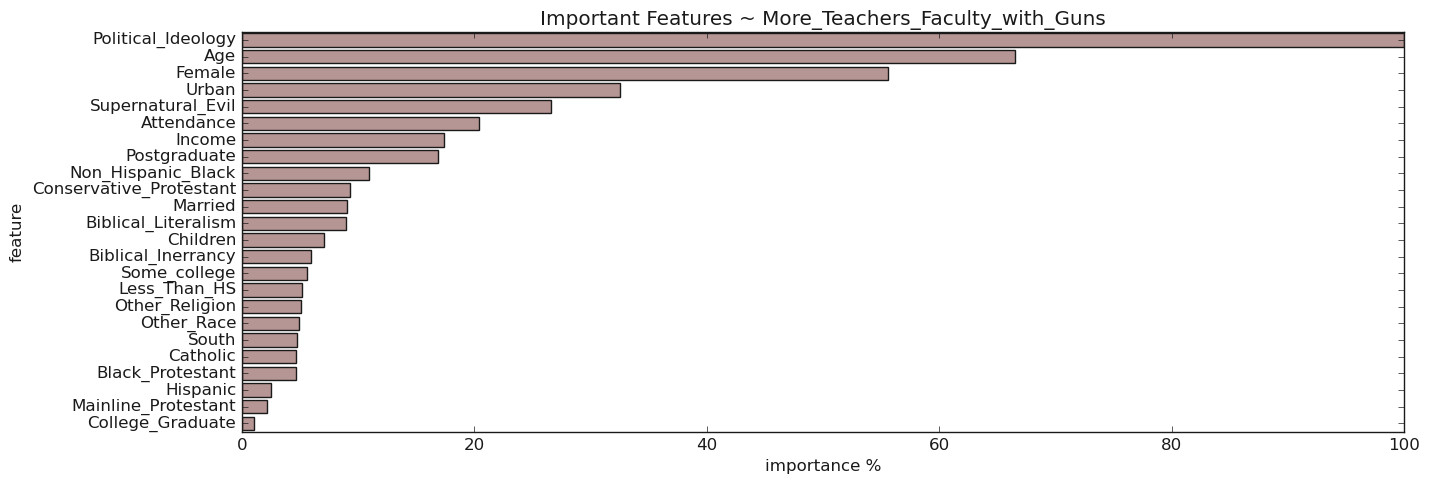 Important Features ~ More_Teachers_Faculty_with_Guns
Political_Ideology
Age
Female
Urban
Supernatural_Evil
Attendance
Income
Postgraduate
Non_Hispanic_Black
Conservative_Protestant
Married
Biblical_Literalism
Children
Biblical_Inerrancy
Some_college
Less_Than_HS
Other_Religion
Other_Race
South
Catholic
Black_Protestant
Hispanic
Mainline_Protestant
College_Graduate
feature
0 20 40 60 80 100
importance %